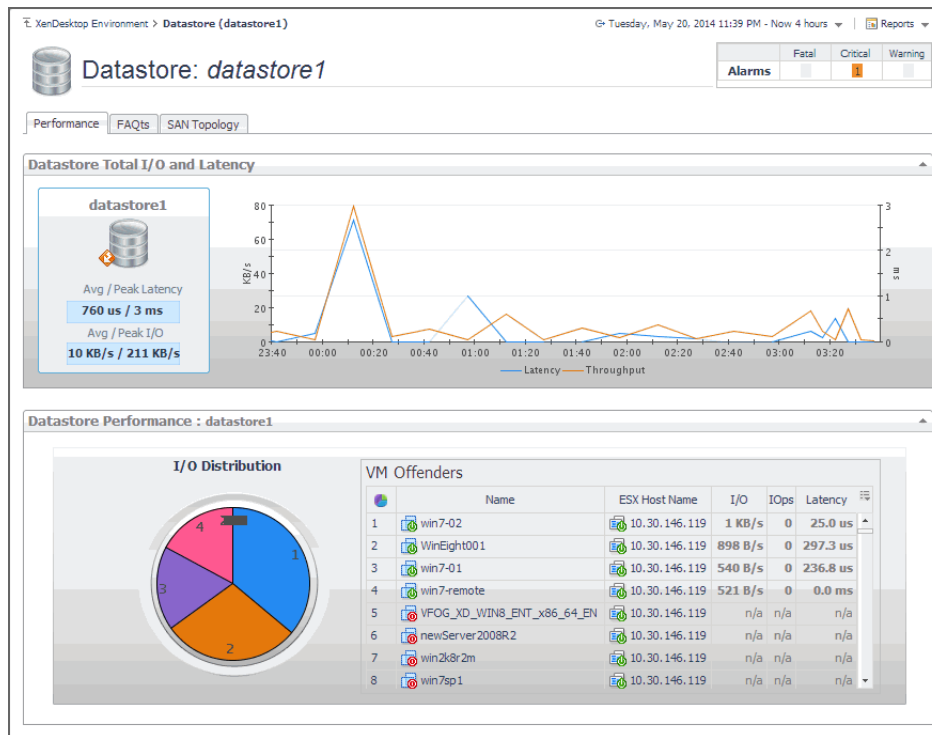 XenDesktop Environment > Datastore (datastore1)
Tuesday, May 20, 2014 11:39 PM - Now 4 hours
Reports
Datastore: datastore1
Fatal Critical Warning
Alarms 1
Performance FAQts SAN Topology
Datastore Total I/O and Latency
datastore1
Avg / Peak Latency
760 us / 3 ms
Avg / Peak I/O
10 KB/s / 211 KB/s
80
60
40
20
0
KB/s
3
2
1
0
ms
23:40 00:00 00:20 00:40 01:00 01:20 01:40 02:00 02:20 02:40 03:00 03:20
Latency Throughput
Datastore Performance : datastore1
I/O Distribution
1
2
3
4
VM Offenders
Name ESX Host Name I/O IOps Latency
1 win7-02 10.30.146.119 1 KB/s 0 25.0 us
2 WinEight001 10.30.146.119 898 B/s 0 297.3 us
3 win7-01 10.30.146.119 540 B/s 0 236.8 us
4 win7-remote 10.30.146.119 521 B/s 0 0.0 ms
5 VFOG_XD_WIN8_ENT_x86_64_EN 10.30.146.119 n/a n/a n/a
6 newServer2008R2 10.30.146.119 n/a n/a n/a
7 win2k8r2m 10.30.146.119 n/a n/a n/a
8 win7sp1 10.30.146.119 n/a n/a n/a